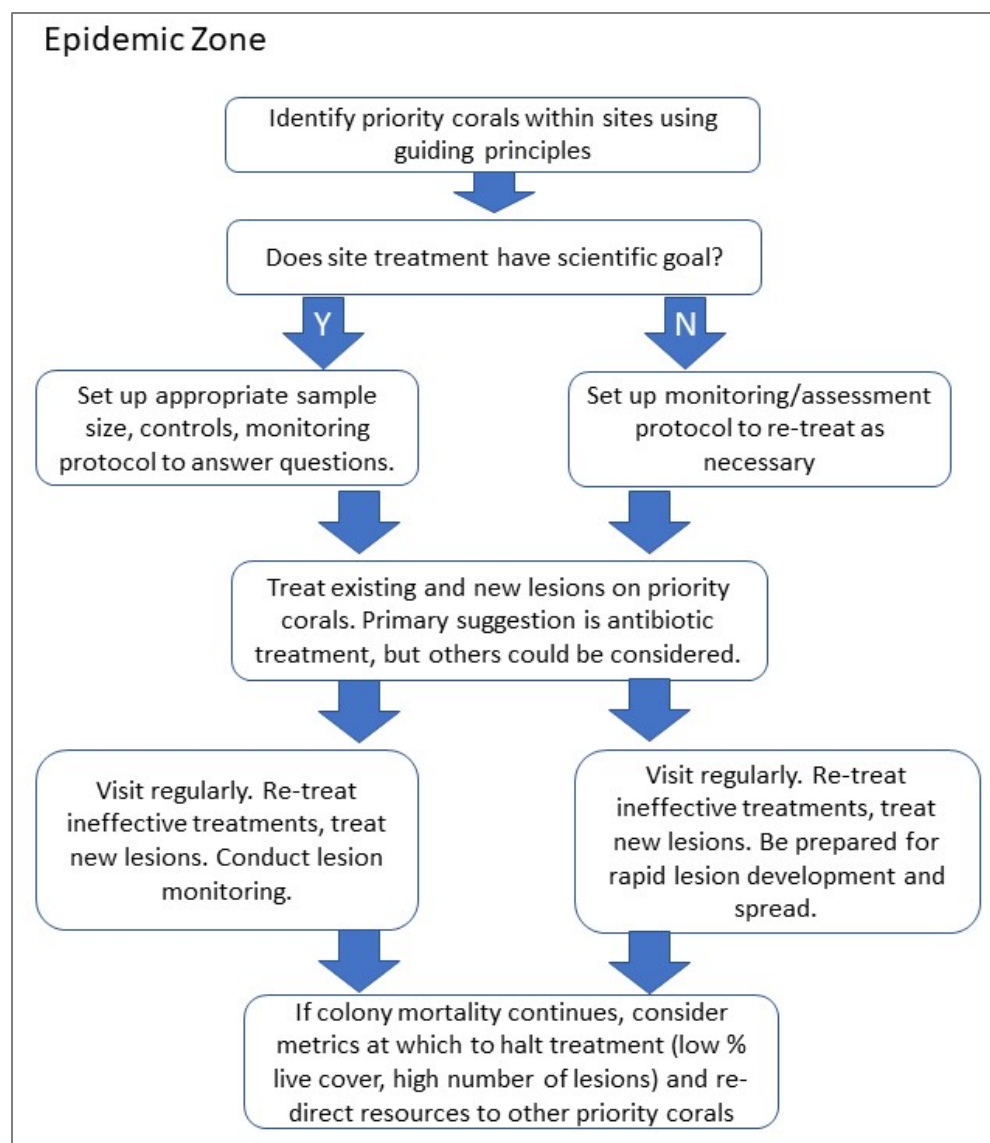 Epidemic Zone
Identify priority corals within sites using
guiding principles
Does site treatment have scientific goal?
Y
N
Set up appropriate sample
size, controls, monitoring
protocol to answer questions.
Set up monitoring/assessment
protocol to re-treat as
necessary
Treat existing and new lesions on priority
corals. Primary suggestion is antibiotic
treatment, but others could be considered.
Visit regularly. Re-treat
ineffective treatments, treat
new lesions. Conduct lesion
monitoring.
Visit regularly. Re-treat
ineffective treatments, treat
new lesions. Be prepared for
rapid lesion development and
spread.
If colony mortality continues, consider
metrics at which to halt treatment (low %
live cover, high number of lesions) and re-
direct resources to other priority corals